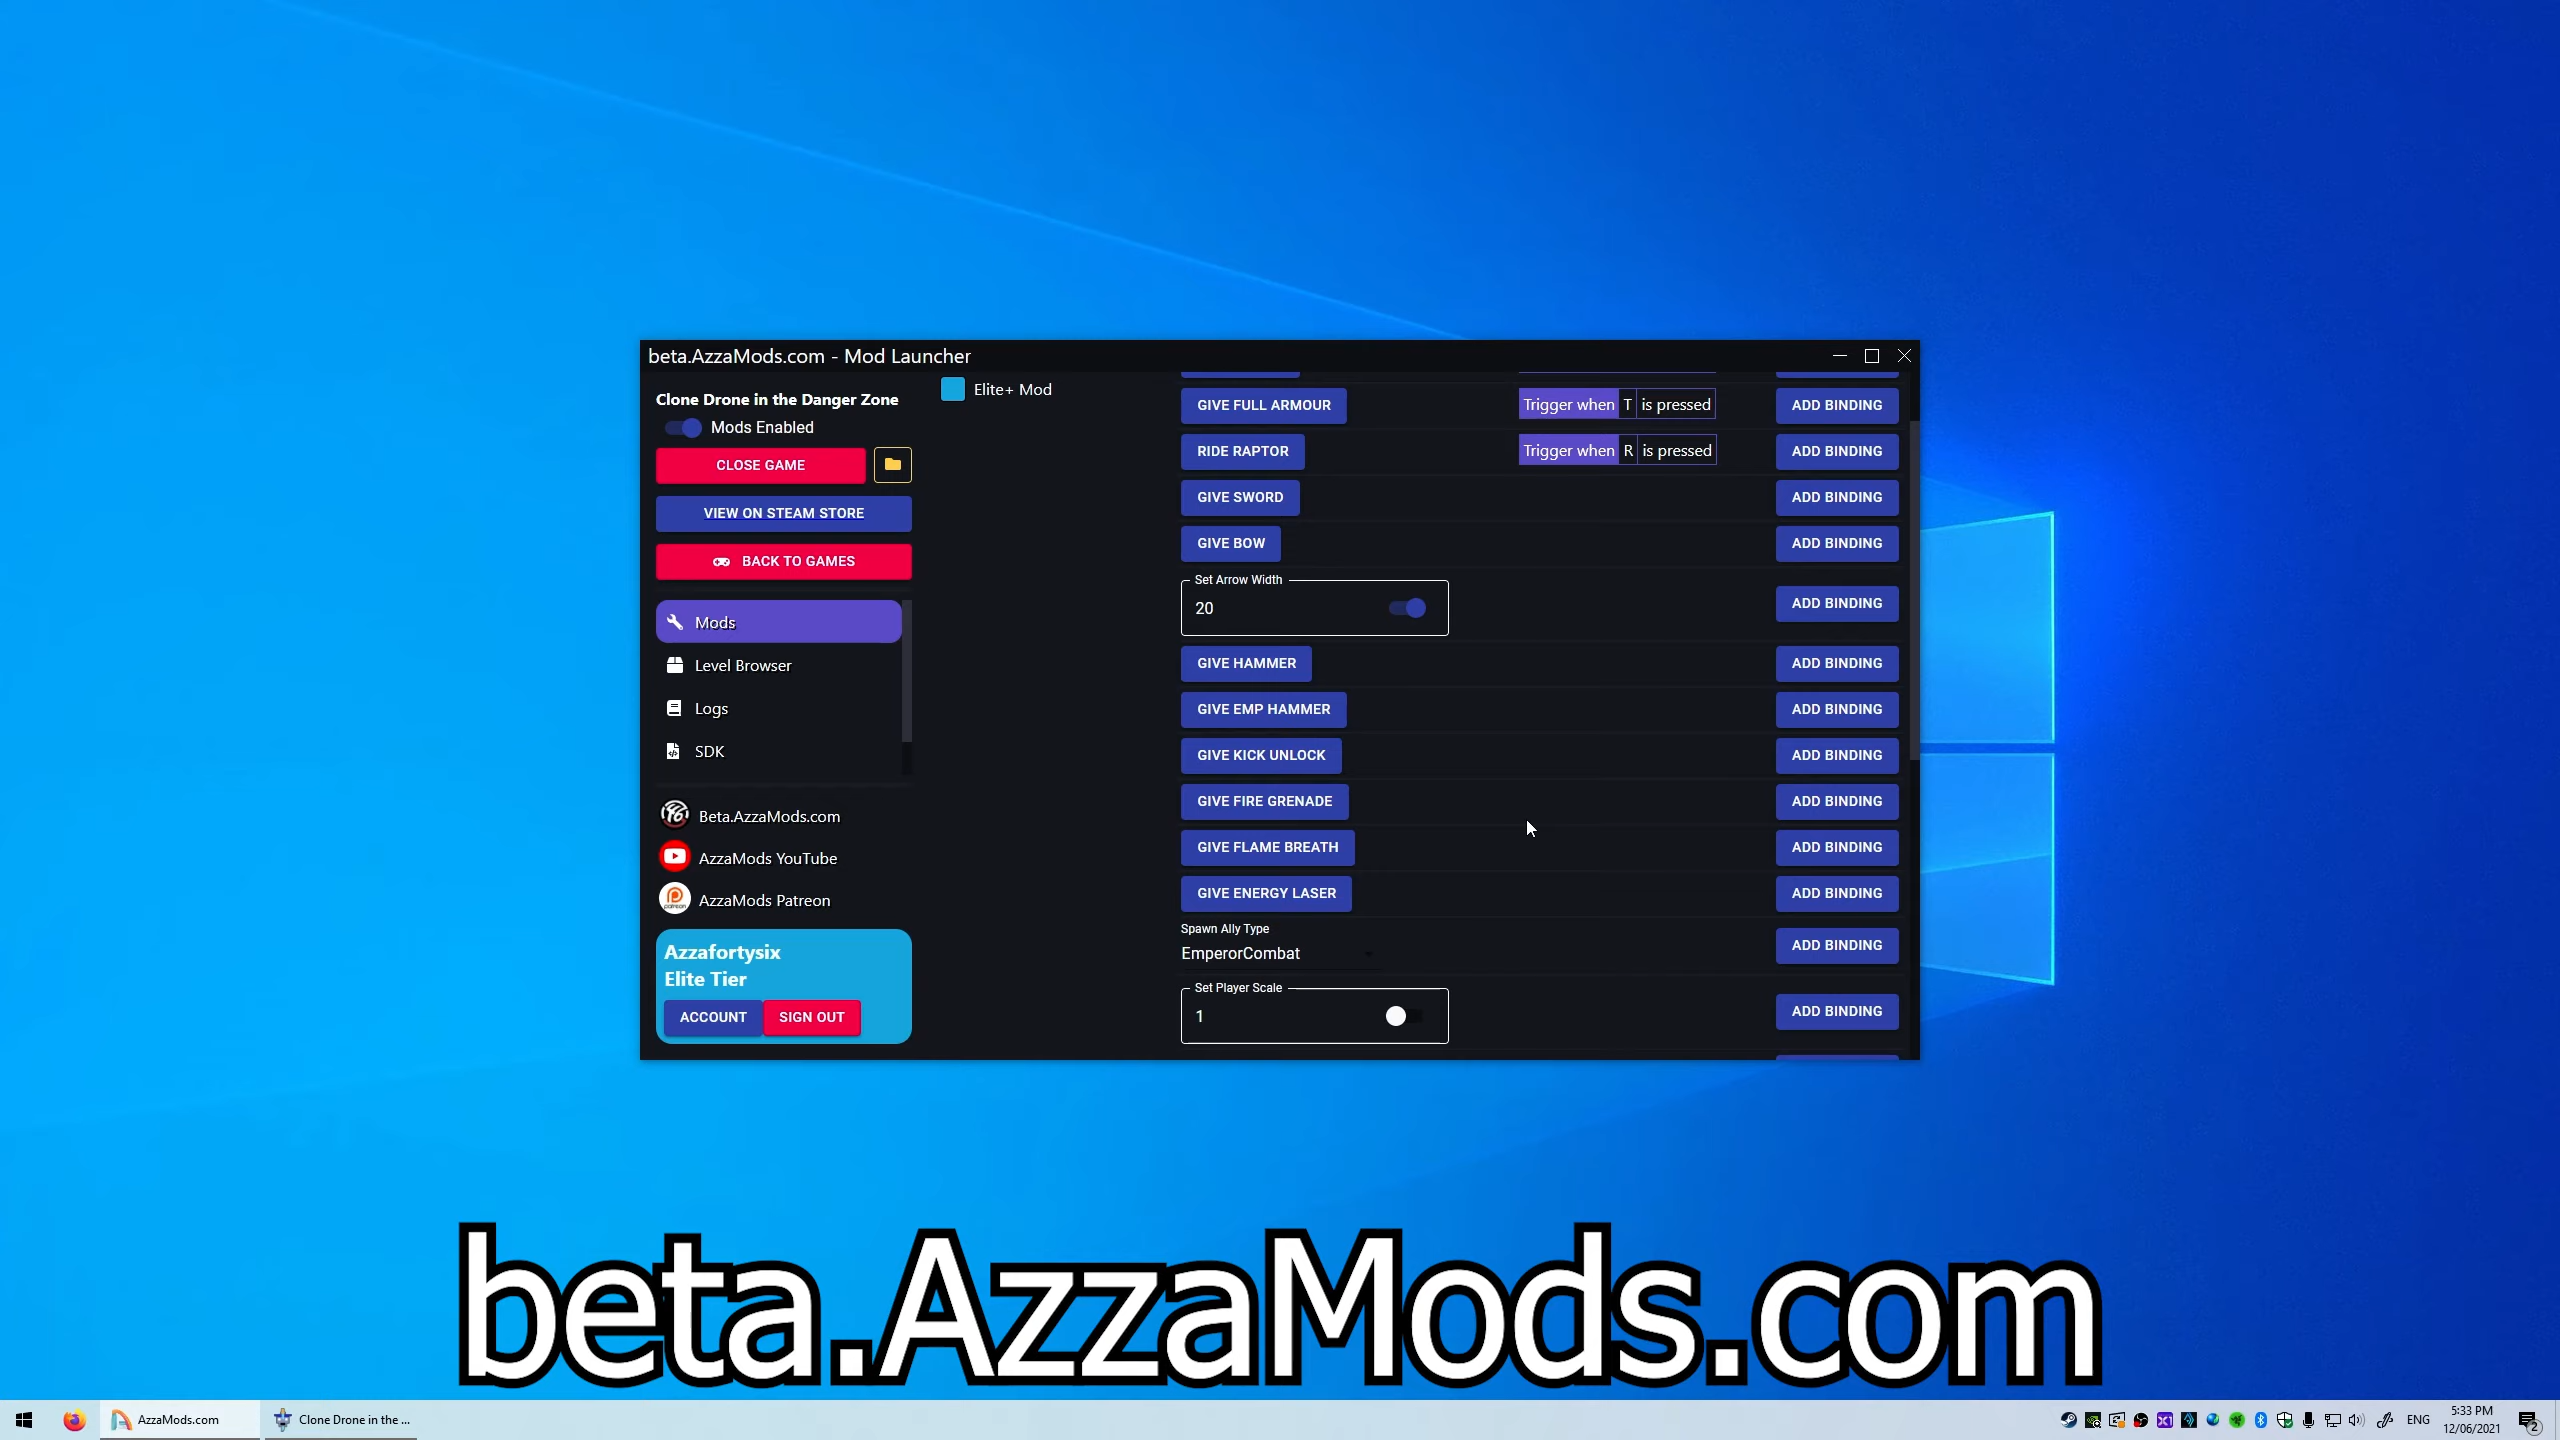 beta.AzzaMods.com - Mod Launcher
Clone Drone in the Danger Zone
Mods Enabled
CLOSE GAME
VIEW ON STEAM STORE
BACK TO GAMES
Mods
Level Browser
Logs
SDK
Beta.AzzaMods.com
AzzaMods YouTube
AzzaMods Patreon
Azzafortysix
Elite Tier
ACCOUNT
SIGN OUT
Elite+ Mod
GIVE FULL ARMOUR
Trigger when T is pressed
ADD BINDING
RIDE RAPTOR
Trigger when R is pressed
ADD BINDING
GIVE SWORD
ADD BINDING
GIVE BOW
ADD BINDING
Set Arrow Width
20
ADD BINDING
GIVE HAMMER
ADD BINDING
GIVE EMP HAMMER
ADD BINDING
GIVE KICK UNLOCK
ADD BINDING
GIVE FIRE GRENADE
ADD BINDING
GIVE FLAME BREATH
ADD BINDING
GIVE ENERGY LASER
ADD BINDING
Spawn Ally Type
EmperorCombat
ADD BINDING
Set Player Scale
1
ADD BINDING
beta.AzzaMods.com
AzzaMods.com
Clone Drone in the ...
ENG
5:33 PM
12/06/2021
2